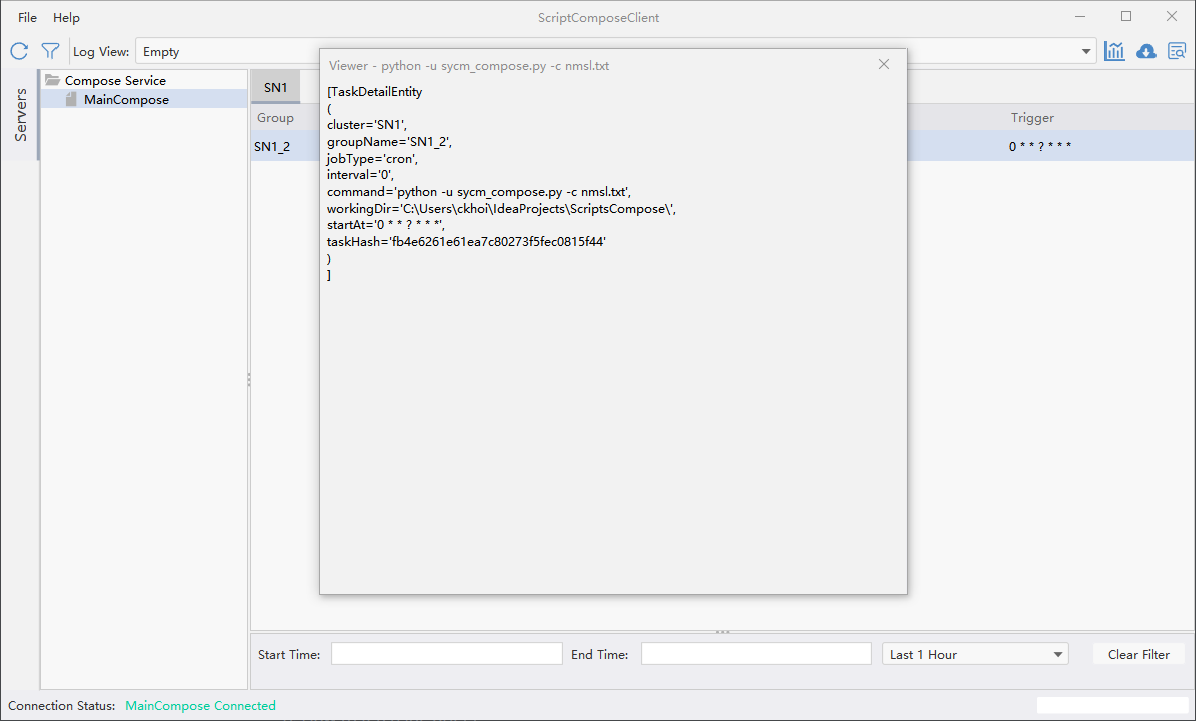 File Help
ScriptComposeClient
Log View: Empty
Servers
Compose Service
MainCompose
SN1
Group
Trigger
SN1_2
0 * * ? * * *
Viewer - python -u sycm_compose.py -c nmsl.txt
[TaskDetailEntity
(
cluster='SN1',
groupName='SN1_2',
jobType='cron',
interval='0',
command='python -u sycm_compose.py -c nmsl.txt',
workingDir='C:\Users\ckhoi\IdeaProjects\ScriptsCompose\',
startAt='0 * * ? * * *',
taskHash='fb4e6261e61ea7c80273f5fec0815f44'
)
]
Start Time: End Time: Last 1 Hour Clear Filter
Connection Status: MainCompose Connected